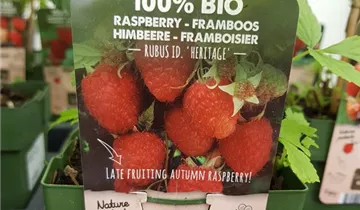 100% BIO
RASPBERRY - FRAMBOOS
HIMBEERE - FRAMBOISIER
RUBUS ID. 'HERITAGE'
LATE FRUITING AUTUMN RASPBERRY!
Nature